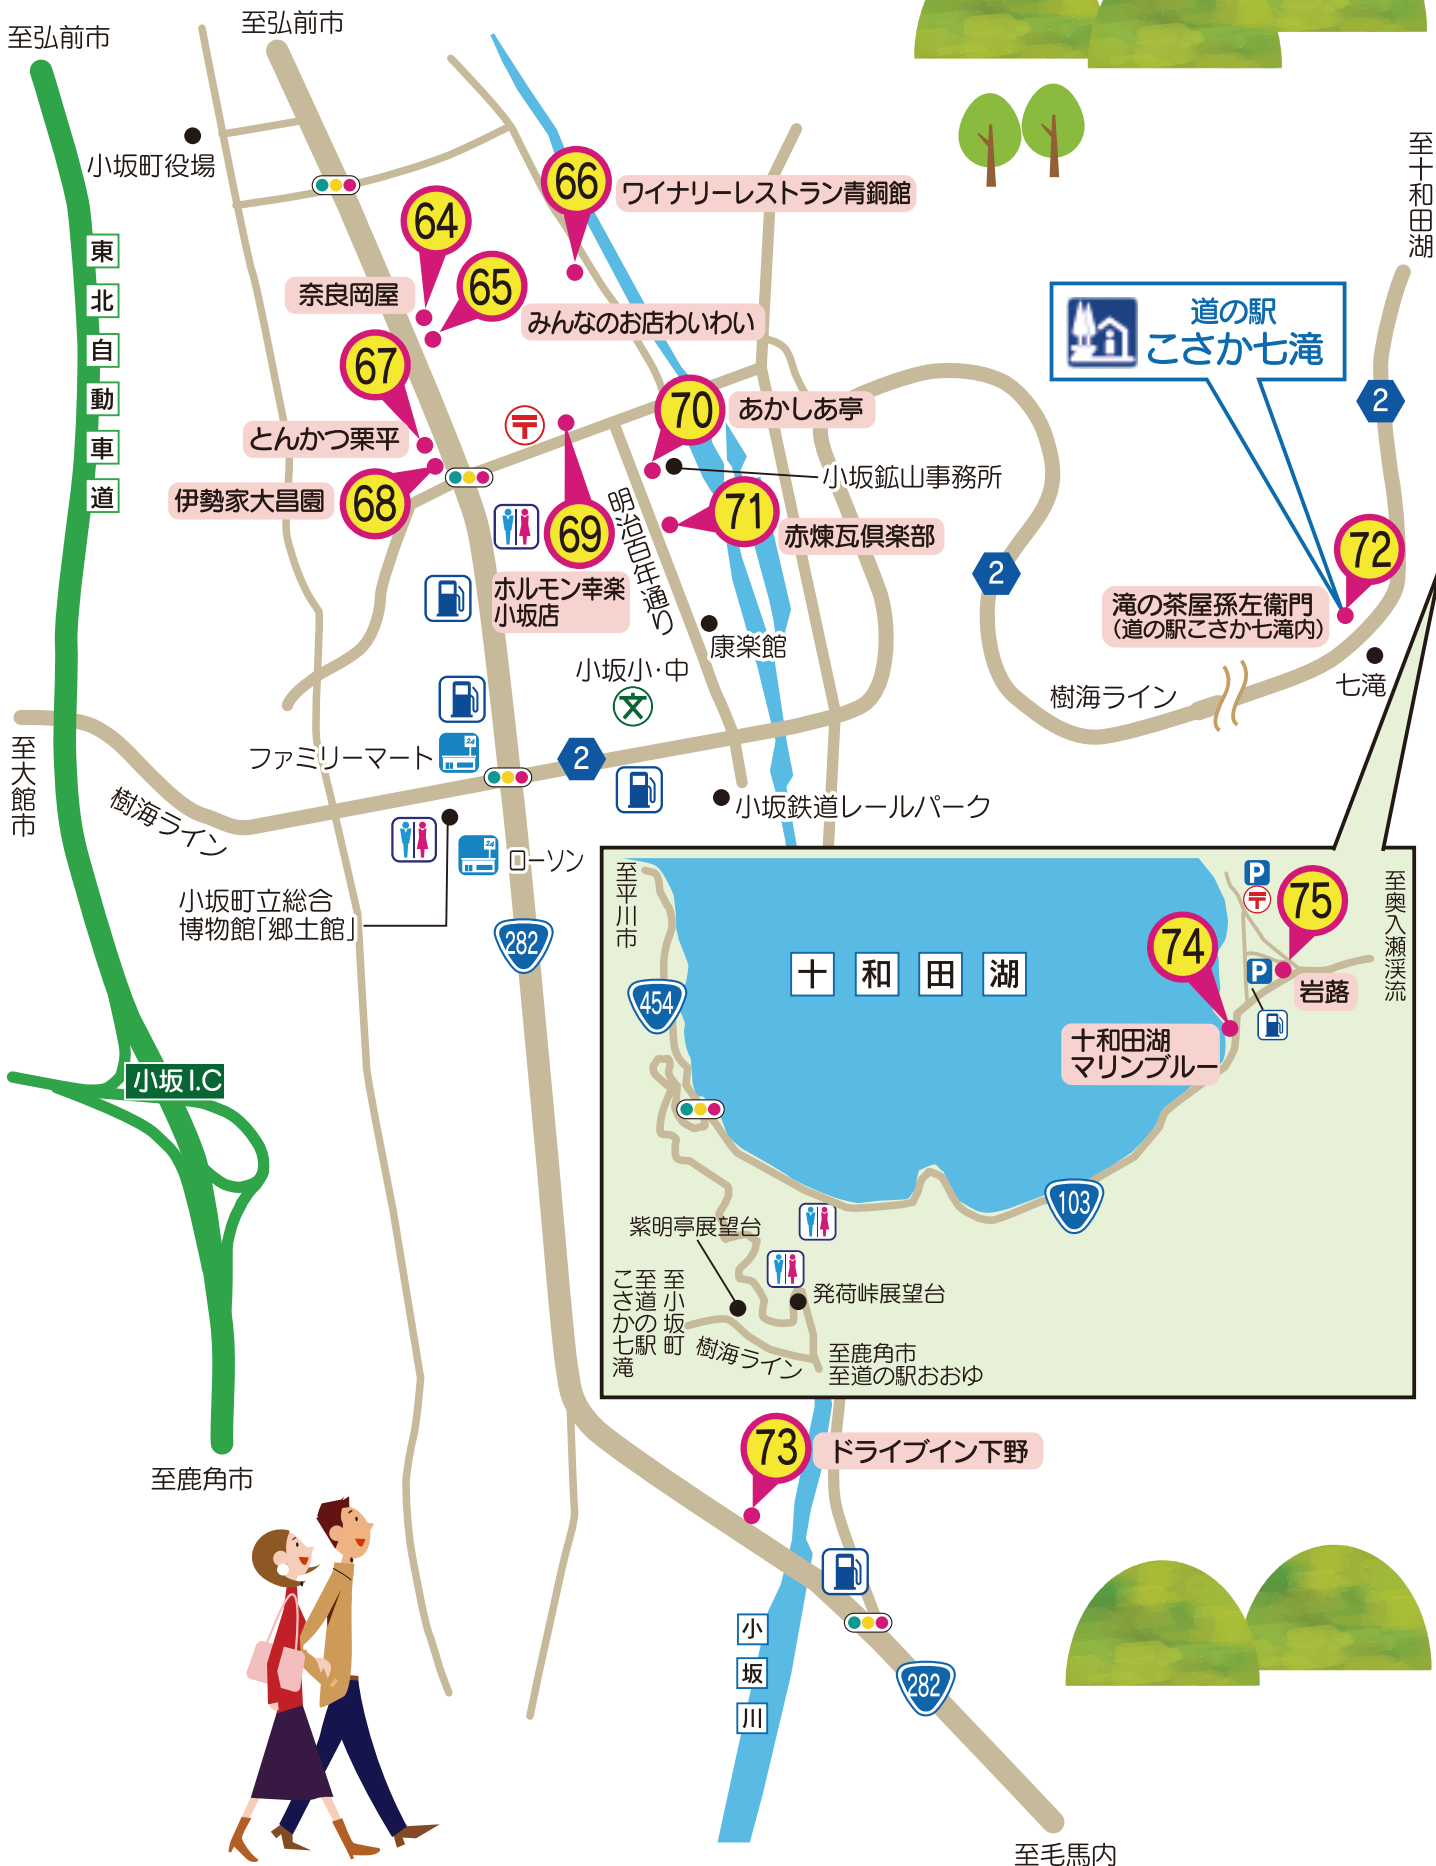 至弘前市
至弘前市
小坂町役場
東北自動車道
64
65
66
ワイナリーレストラン青銅館
奈良岡屋
みんなのお店わいわい
67
とんかつ栗平
伊勢家大昌園
68
69
ホルモン幸楽
小坂店
70
あかしあ亭
小坂鉱山事務所
71
赤煉瓦倶楽部
明治百年通り
康楽館
小坂小・中
文
道の駅
こさか七滝
至十和田湖
2
2
72
滝の茶屋孫左衞門
(道の駅こさか七滝内)
七滝
樹海ライン
至大館市
樹海ライン
ファミリーマート
24
2
小坂鉄道レールパーク
24
ローソン
小坂町立総合
博物館「郷土館」
282
小坂I.C
至鹿角市
至平川市
454
十和田湖
P
75
74
P
岩蕗
至奥入瀬渓流
十和田湖
マリンブルー
103
紫明亭展望台
発荷峠展望台
至小坂町
至道の駅
こさか七滝
樹海ライン
至鹿角市
至道の駅おおゆ
73
ドライブイン下野
小坂川
282
至毛馬内